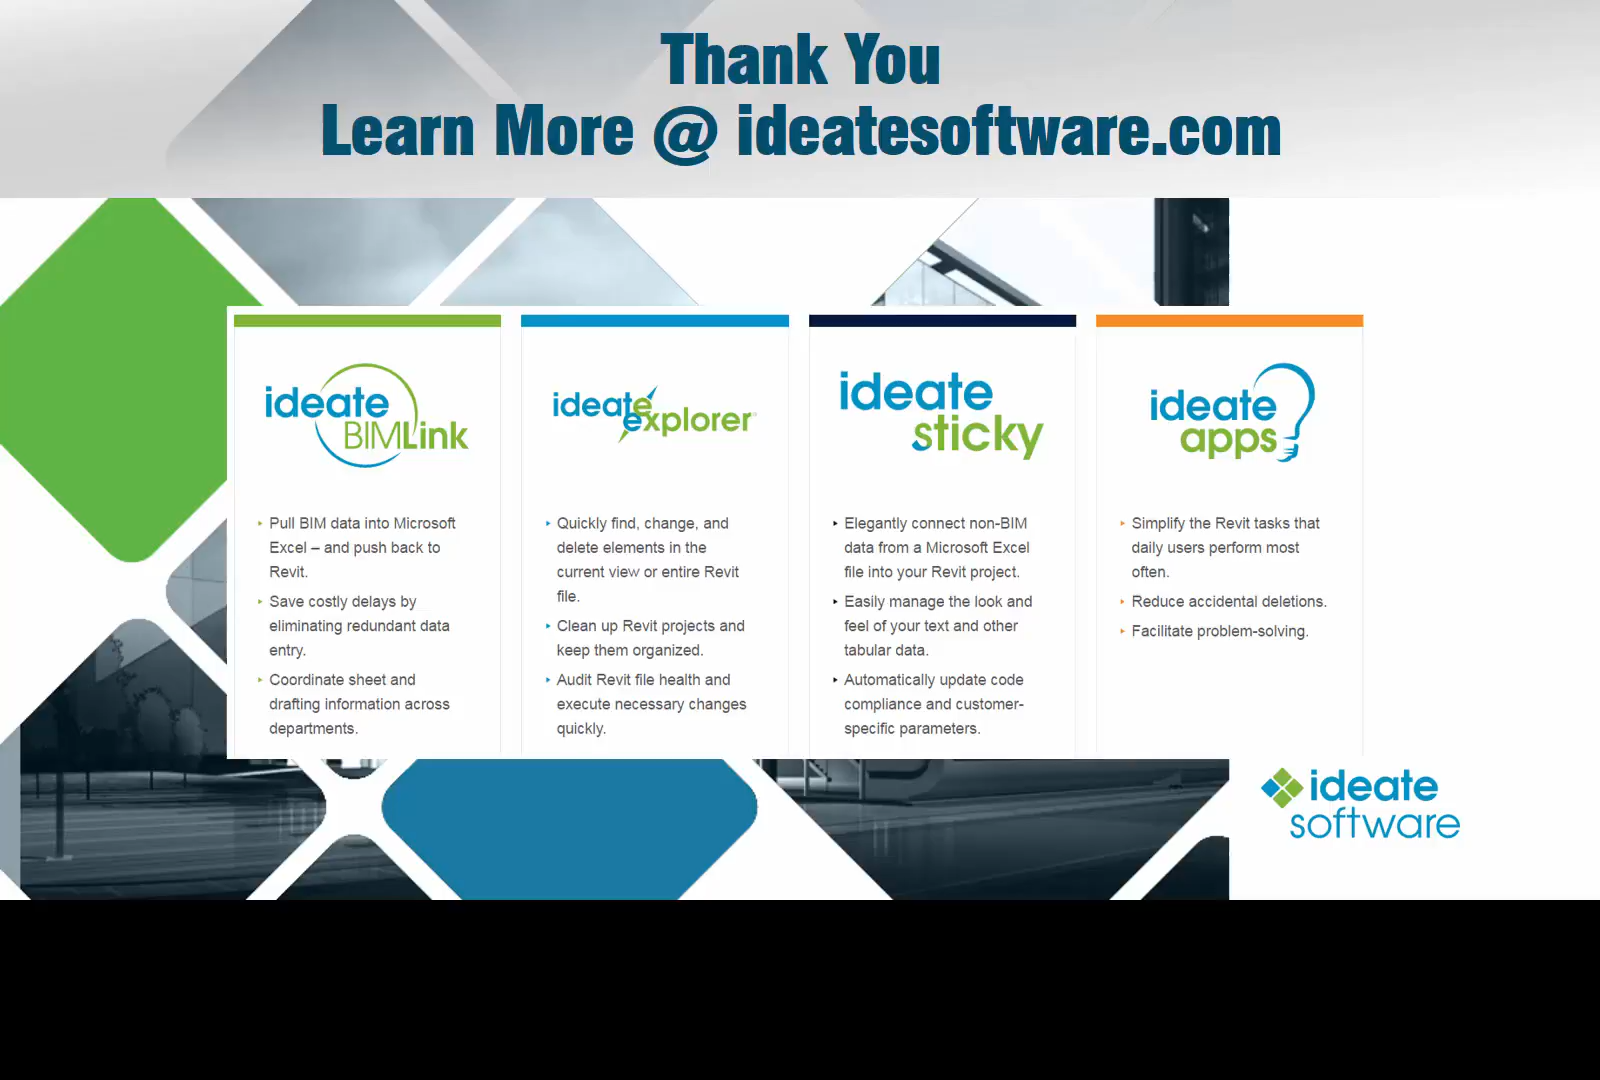 Thank You
Learn More @ ideatesoftware.com
ideate
BIMLink
Pull BIM data into Microsoft
Excel – and push back to
Revit.
Save costly delays by
eliminating redundant data
entry.
Coordinate sheet and
drafting information across
departments.
ideate
explorer
Quickly find, change, and
delete elements in the
current view or entire Revit
file.
Clean up Revit projects and
keep them organized.
Audit Revit file health and
execute necessary changes
quickly.
ideate
sticky
Elegantly connect non-BIM
data from a Microsoft Excel
file into your Revit project.
Easily manage the look and
feel of your text and other
tabular data.
Automatically update code
compliance and customer-
specific parameters.
ideate
apps
Simplify the Revit tasks that
daily users perform most
often.
Reduce accidental deletions.
Facilitate problem-solving.
ideate
software